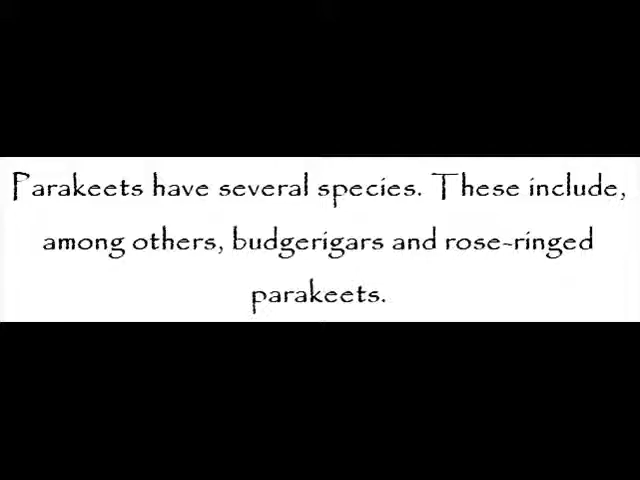 Parakeets have several species. These include,
among others, budgerigars and rose-ringed
parakeets.